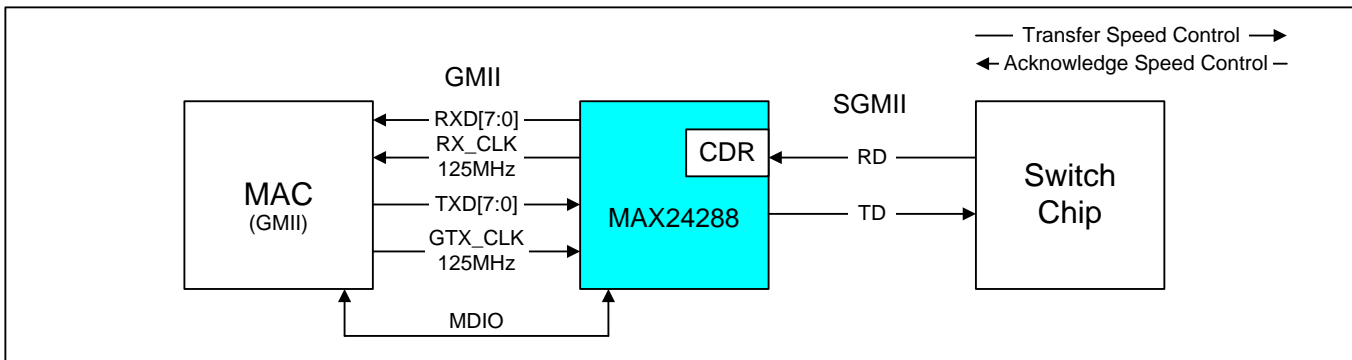 Transfer Speed Control
Acknowledge Speed Control
GMII
SGMII
RXD[7:0]
RX_CLK
125MHz
CDR
RD
MAC
(GMII)
TXD[7:0]
MAX24288
TD
Switch
Chip
GTX_CLK
125MHz
MDIO